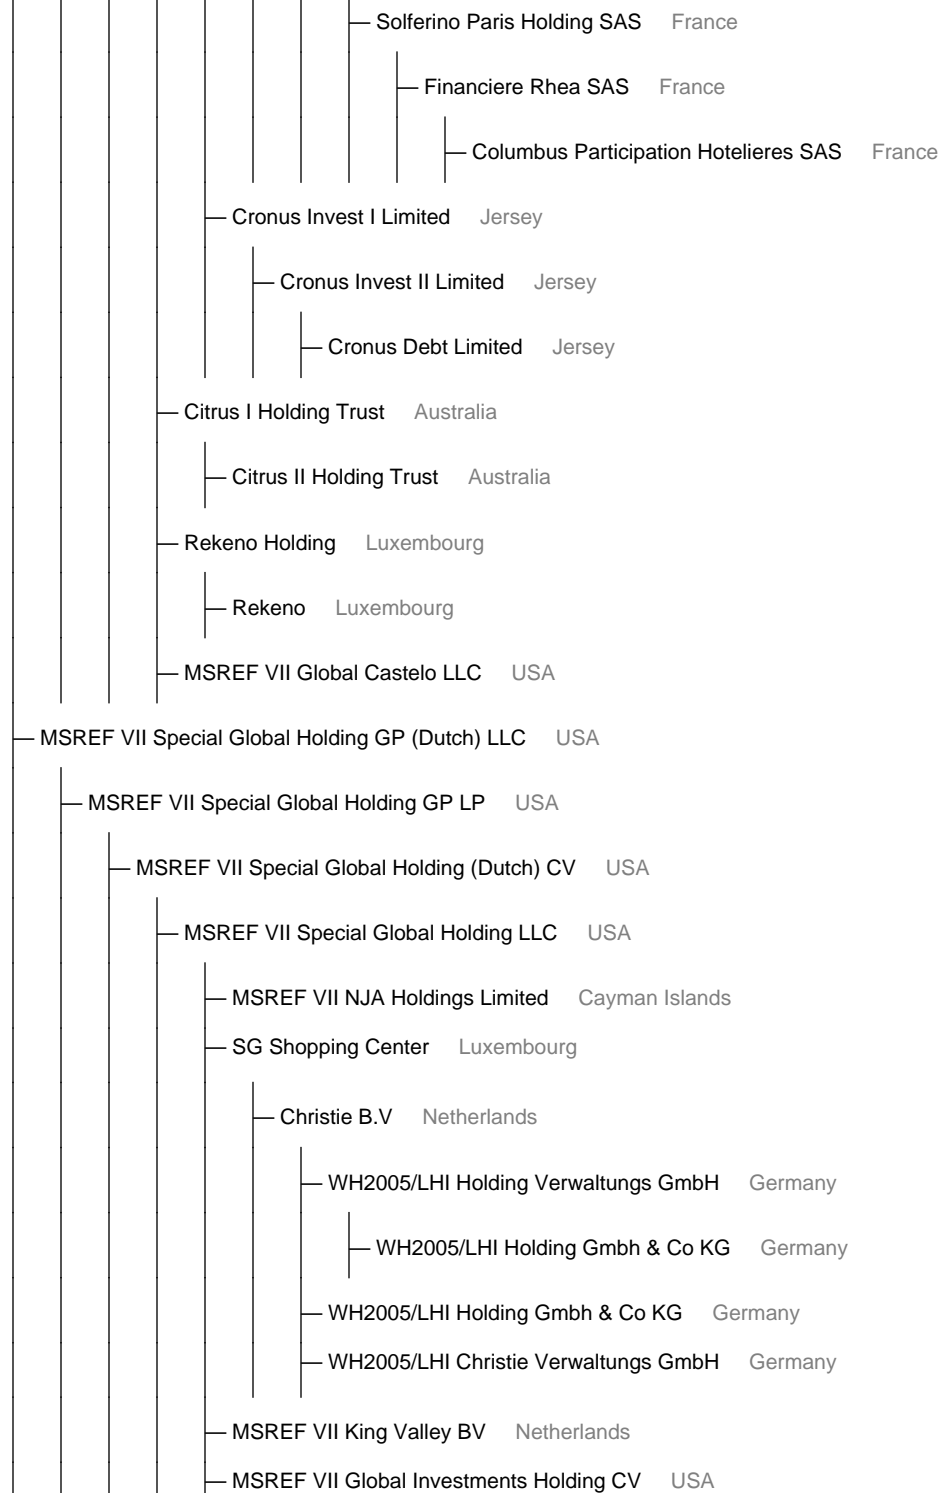 Solferino Paris Holding SAS France
Financiere Rhea SAS France
Columbus Participation Hotelieres SAS France
Cronus Invest I Limited Jersey
Cronus Invest II Limited Jersey
Cronus Debt Limited Jersey
Citrus I Holding Trust Australia
Citrus II Holding Trust Australia
Rekeno Holding Luxembourg
Rekeno Luxembourg
MSREF VII Global Castelo LLC USA
MSREF VII Special Global Holding GP (Dutch) LLC USA
MSREF VII Special Global Holding GP LP USA
MSREF VII Special Global Holding (Dutch) CV USA
MSREF VII Special Global Holding LLC USA
MSREF VII NJA Holdings Limited Cayman Islands
SG Shopping Center Luxembourg
Christie B.V Netherlands
WH2005/LHI Holding Verwaltungs GmbH Germany
WH2005/LHI Holding Gmbh & Co KG Germany
WH2005/LHI Holding Gmbh & Co KG Germany
WH2005/LHI Christie Verwaltungs GmbH Germany
MSREF VII King Valley BV Netherlands
MSREF VII Global Investments Holding CV USA